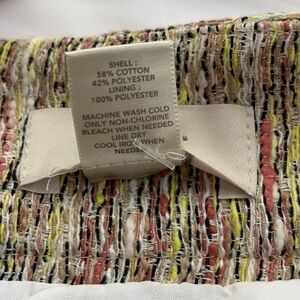 SHELL :
58% COTTON
42% POLYESTER
LINING :
100% POLYESTER
MACHINE WASH COLD
ONLY NON-CHLORINE
BLEACH WHEN NEEDED
LINE DRY
COOL IRON WHEN
NEEDED